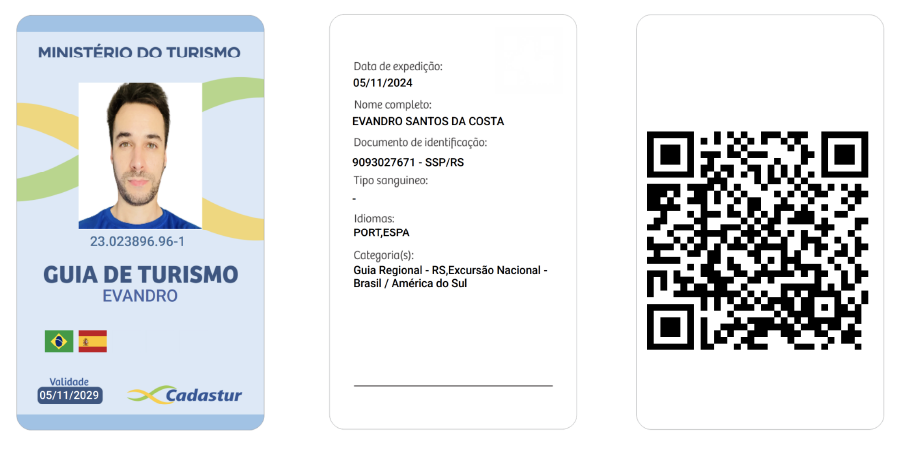 MINISTÉRIO DO TURISMO
23.023896.96-1
GUIA DE TURISMO
EVANDRO
Validade
05/11/2029
Cadastur
Data de expedição:
05/11/2024
Nome completo:
EVANDRO SANTOS DA COSTA
Documento de identificação:
9093027671 - SSP/RS
Tipo sanguíneo:
-
Idiomas:
PORT,ESPA
Categoria(s):
Guia Regional - RS,Excursão Nacional -
Brasil / América do Sul